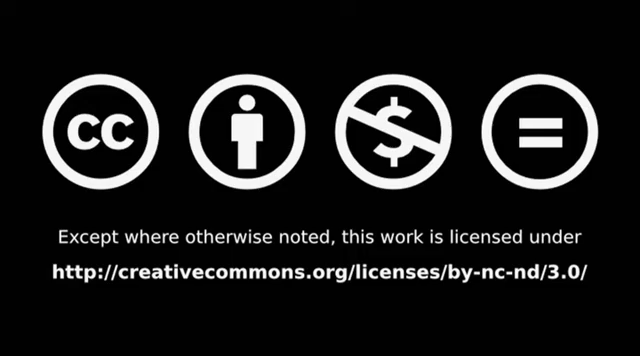 cc
$
=
Except where otherwise noted, this work is licensed under
http://creativecommons.org/licenses/by-nc-nd/3.0/